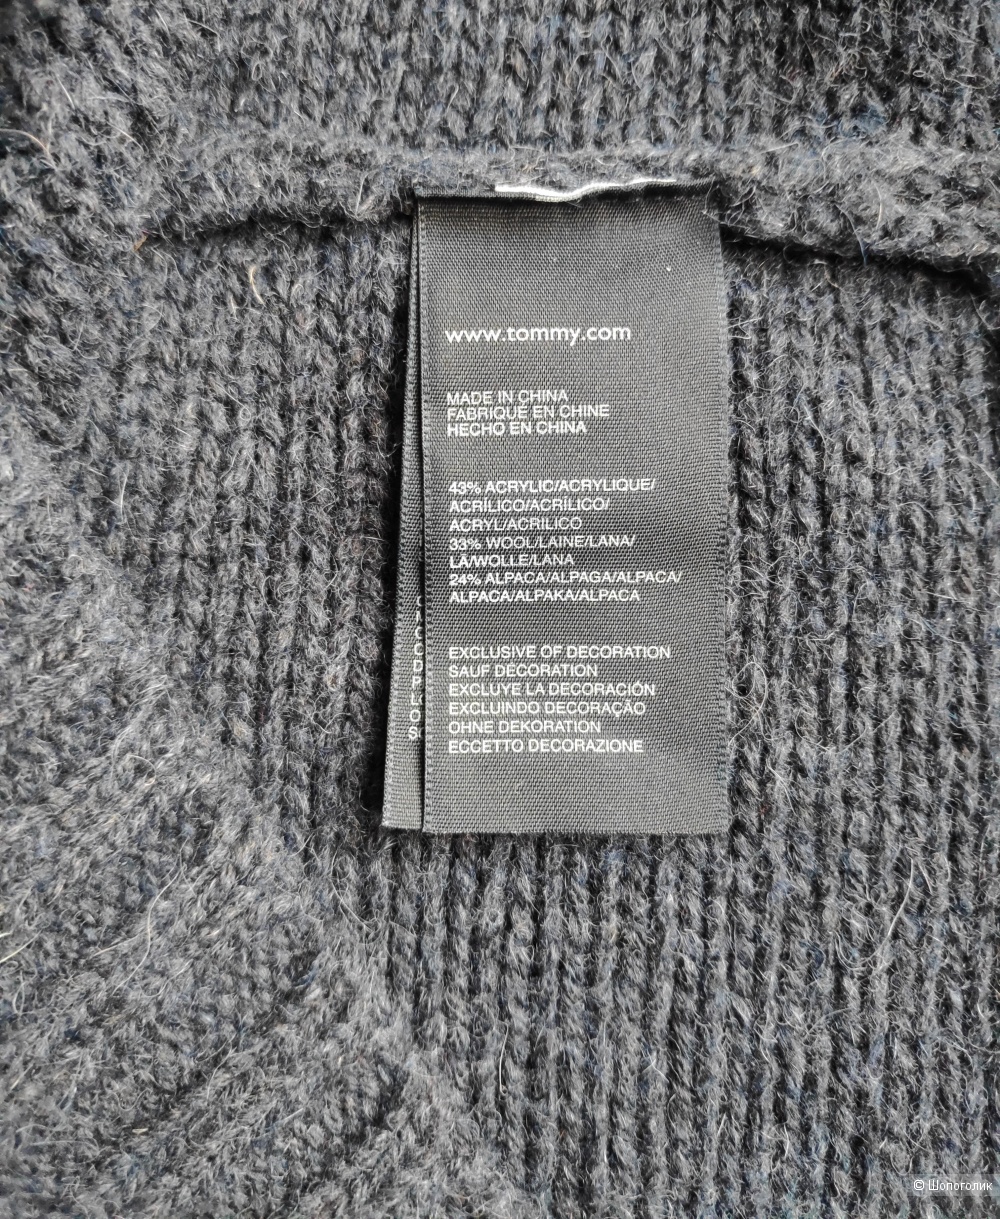 www.tommy.com
MADE IN CHINA
FABRIQUÉ EN CHINE
HECHO EN CHINA
43% ACRYLIC/ACRYLIQUE/
ACRÍLICO/ACRÍLICO/
ACRYL/ACRILICO
33% WOOL/LAINE/LANA/
LÃ/WOLLE/LANA
24% ALPACA/ALPAGA/ALPACA/
ALPACA/ALPAKA/ALPACA
EXCLUSIVE OF DECORATION
SAUF DECORATION
EXCLUYE LA DECORACIÓN
EXCLUINDO DECORAÇÃO
OHNE DEKORATION
ECCETTO DECORAZIONE
© Шопоголик